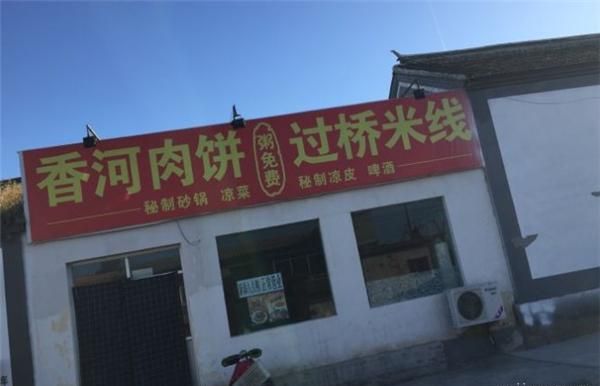 香河肉饼
粥免费
过桥米线
秘制砂锅 凉菜
秘制凉皮 啤酒